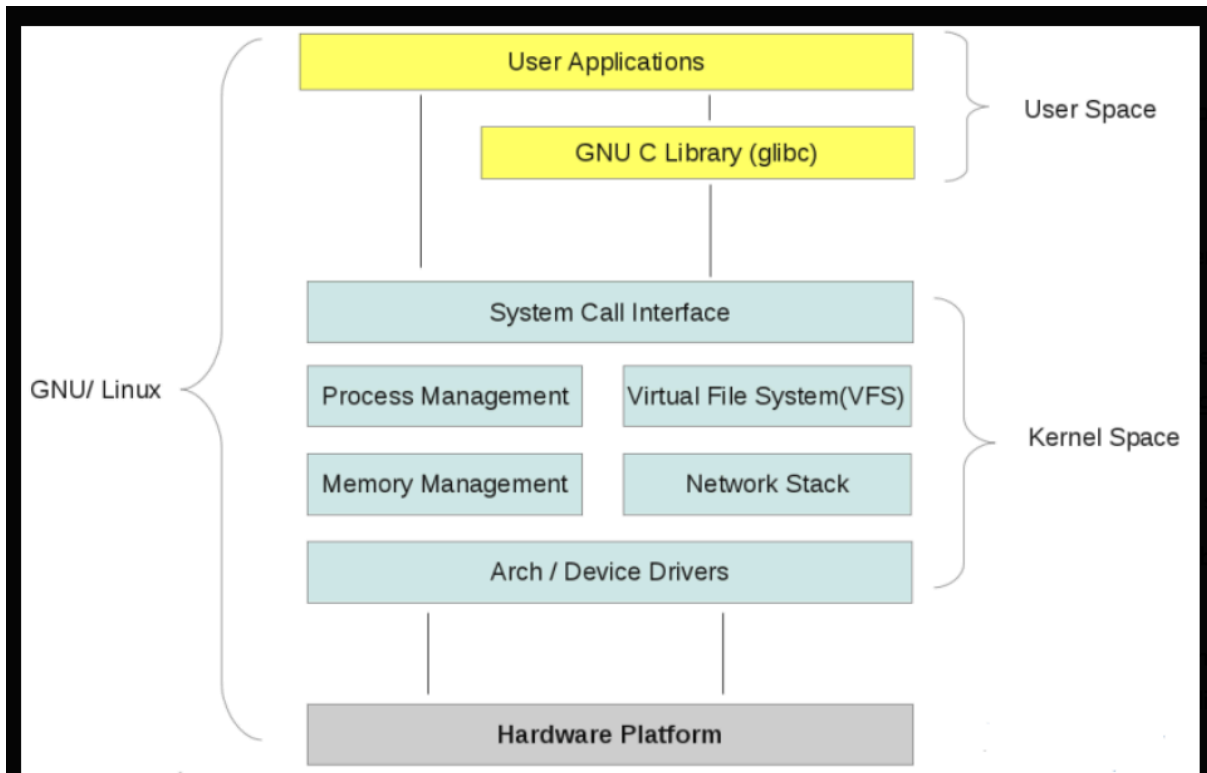 User Applications
User Space
GNU C Library (glibc)
System Call Interface
GNU/ Linux
Process Management
Virtual File System(VFS)
Kernel Space
Memory Management
Network Stack
Arch / Device Drivers
Hardware Platform